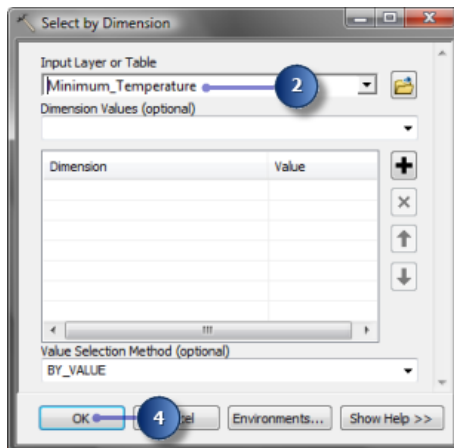 Select by Dimension
Input Layer or Table
Minimum_Temperature
2
Dimension Values (optional)
Dimension Value
Value Selection Method (optional)
BY_VALUE
OK 4 el Environments... Show Help >>